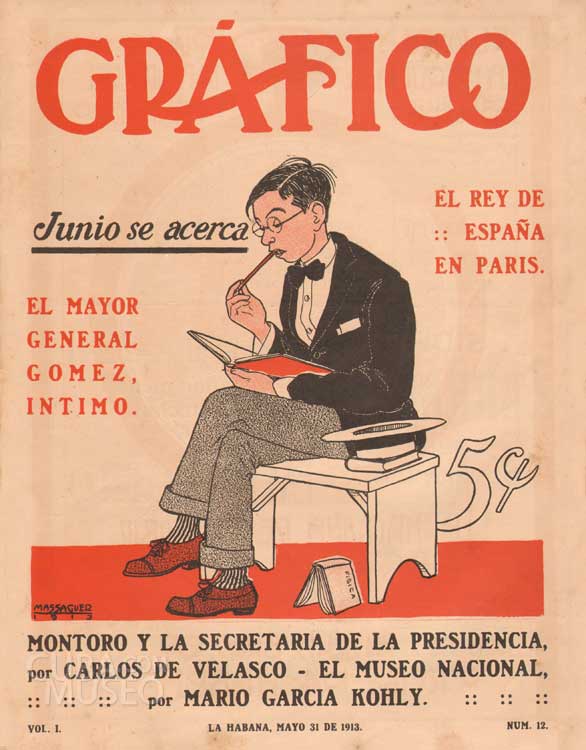 GRÁFICO
Junio se acerca
EL REY DE
:: ESPAÑA
EN PARIS.
EL MAYOR
GENERAL
GOMEZ,
INTIMO.
5¢
FISICA
MASSAGUER
1913
MONTORO Y LA SECRETARIA DE LA PRESIDENCIA,
por CARLOS DE VELASCO - EL MUSEO NACIONAL,
:: :: :: por MARIO GARCIA KOHLY. :: :: ::
VOL. I. LA HABANA, MAYO 31 DE 1913. NUM. 12.